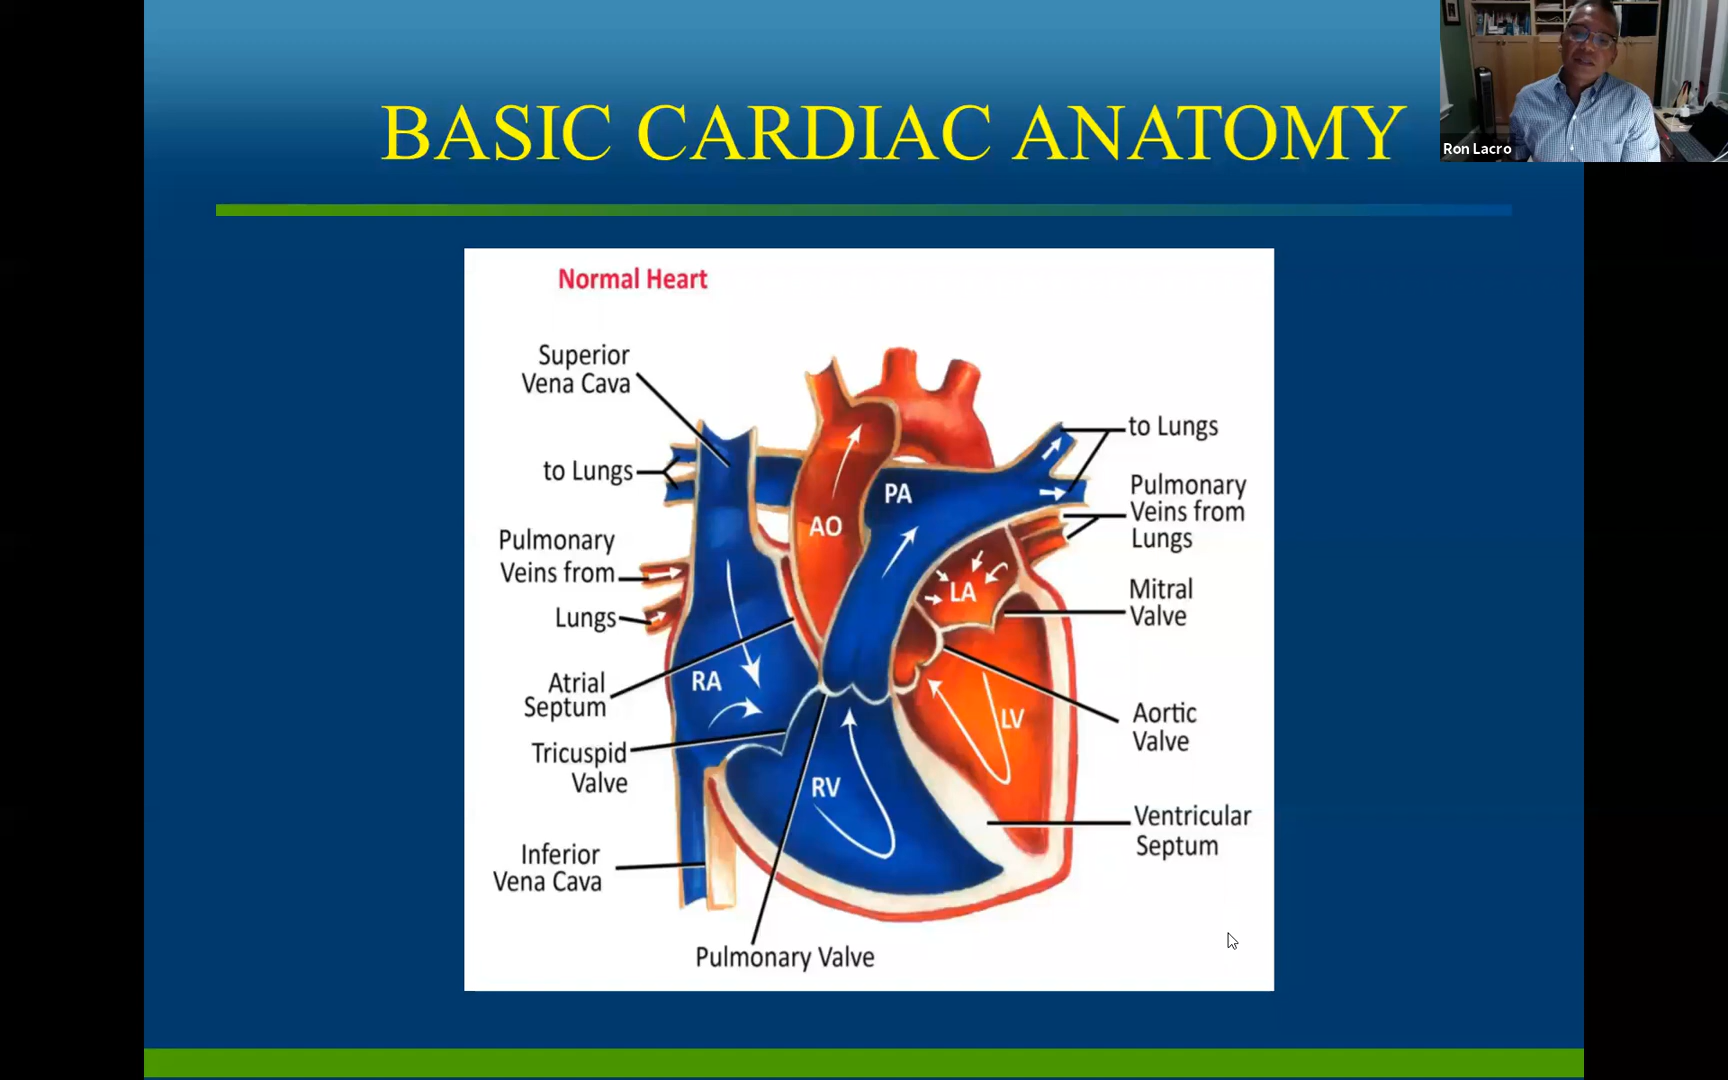 BASIC CARDIAC ANATOMY
Ron Lacro
Normal Heart
Superior
Vena Cava
to Lungs
Pulmonary
Veins from
Lungs
Atrial
Septum
Tricuspid
Valve
Inferior
Vena Cava
Pulmonary Valve
AO
PA
LA
RA
LV
RV
to Lungs
Pulmonary
Veins from
Lungs
Mitral
Valve
Aortic
Valve
Ventricular
Septum